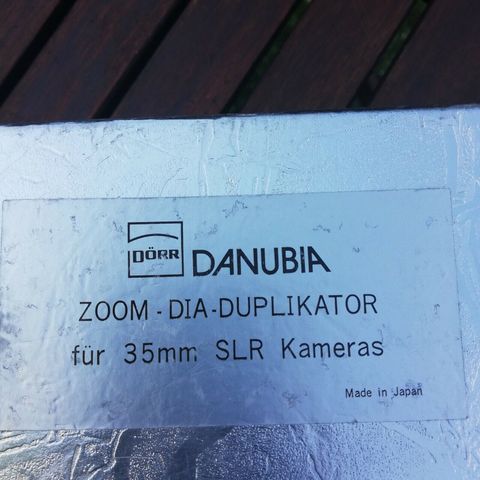 DÖRR DANUBIA
ZOOM - DIA-DUPLIKATOR
für 35mm SLR Kameras
Made in Japan